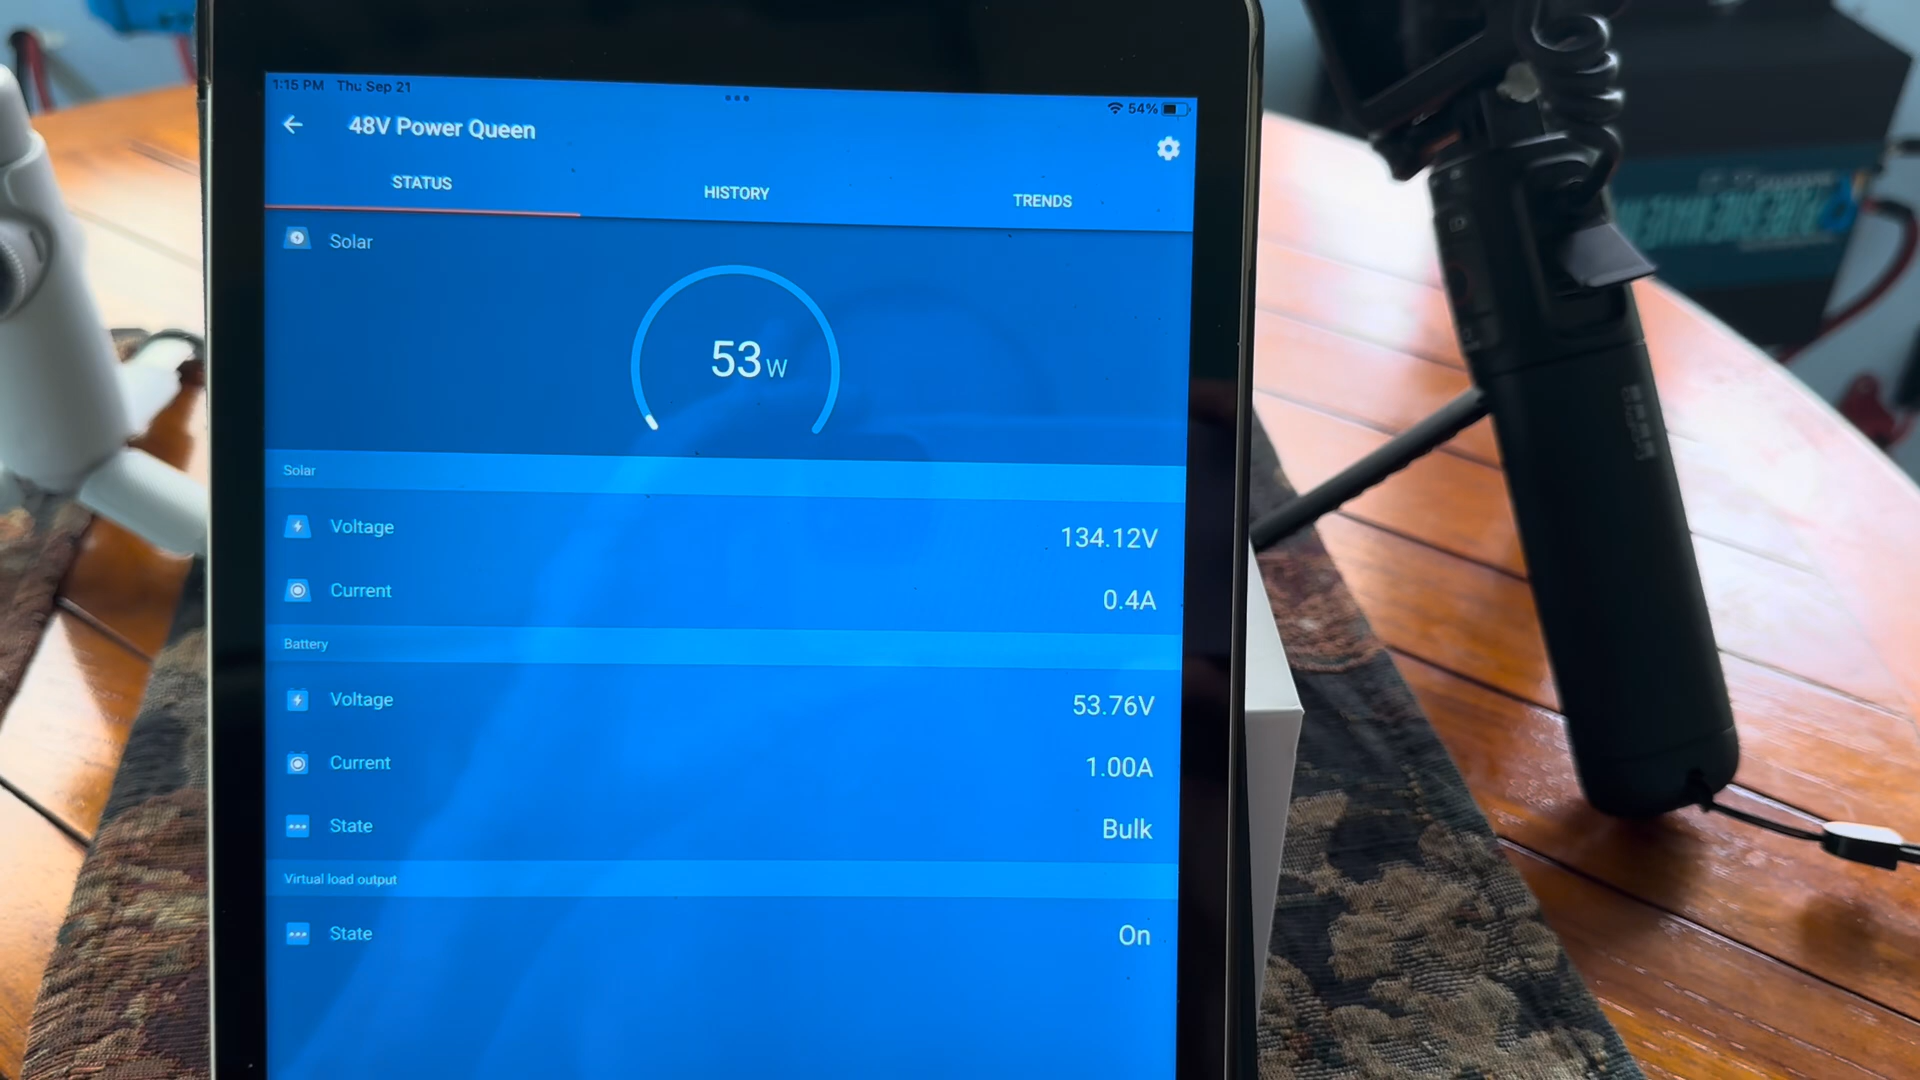 1:15 PM Thu Sep 21
54%
48V Power Queen
STATUS HISTORY TRENDS
Solar
53W
Solar
Voltage 134.12V
Current 0.4A
Battery
Voltage 53.76V
Current 1.00A
State Bulk
Virtual load output
State On